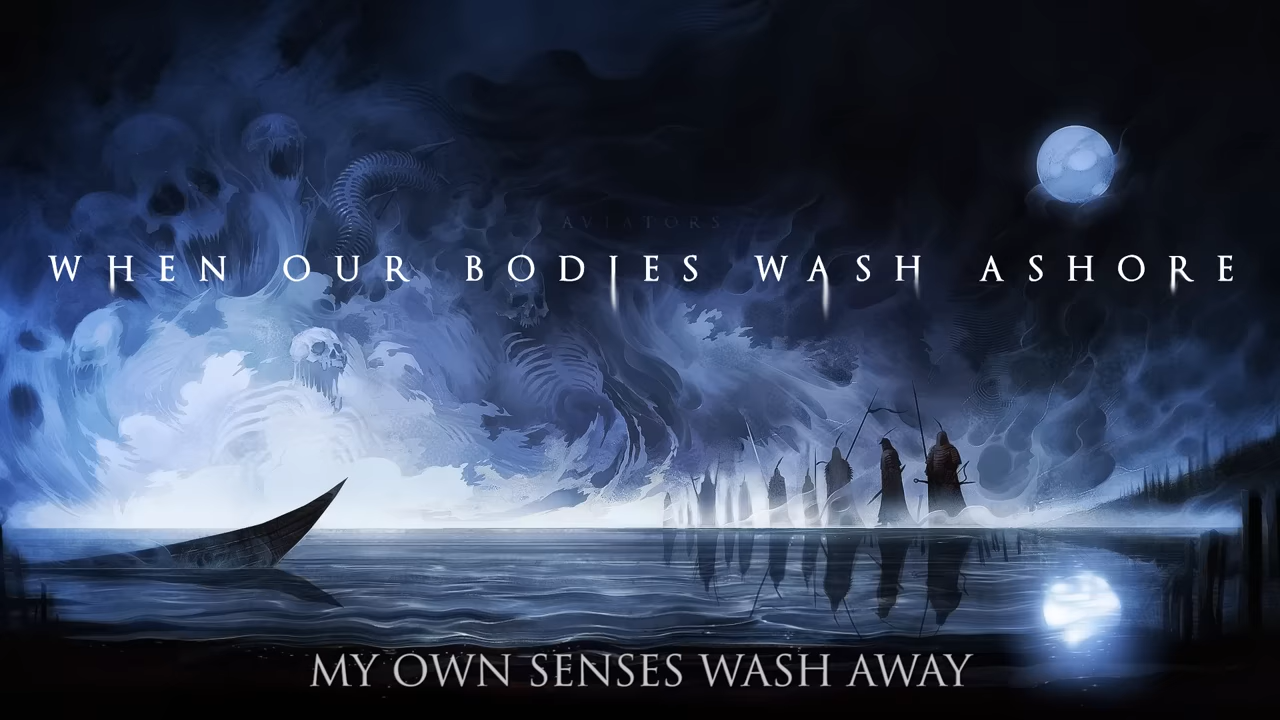 AVIATORS
WHEN OUR BODIES WASH ASHORE
MY OWN SENSES WASH AWAY